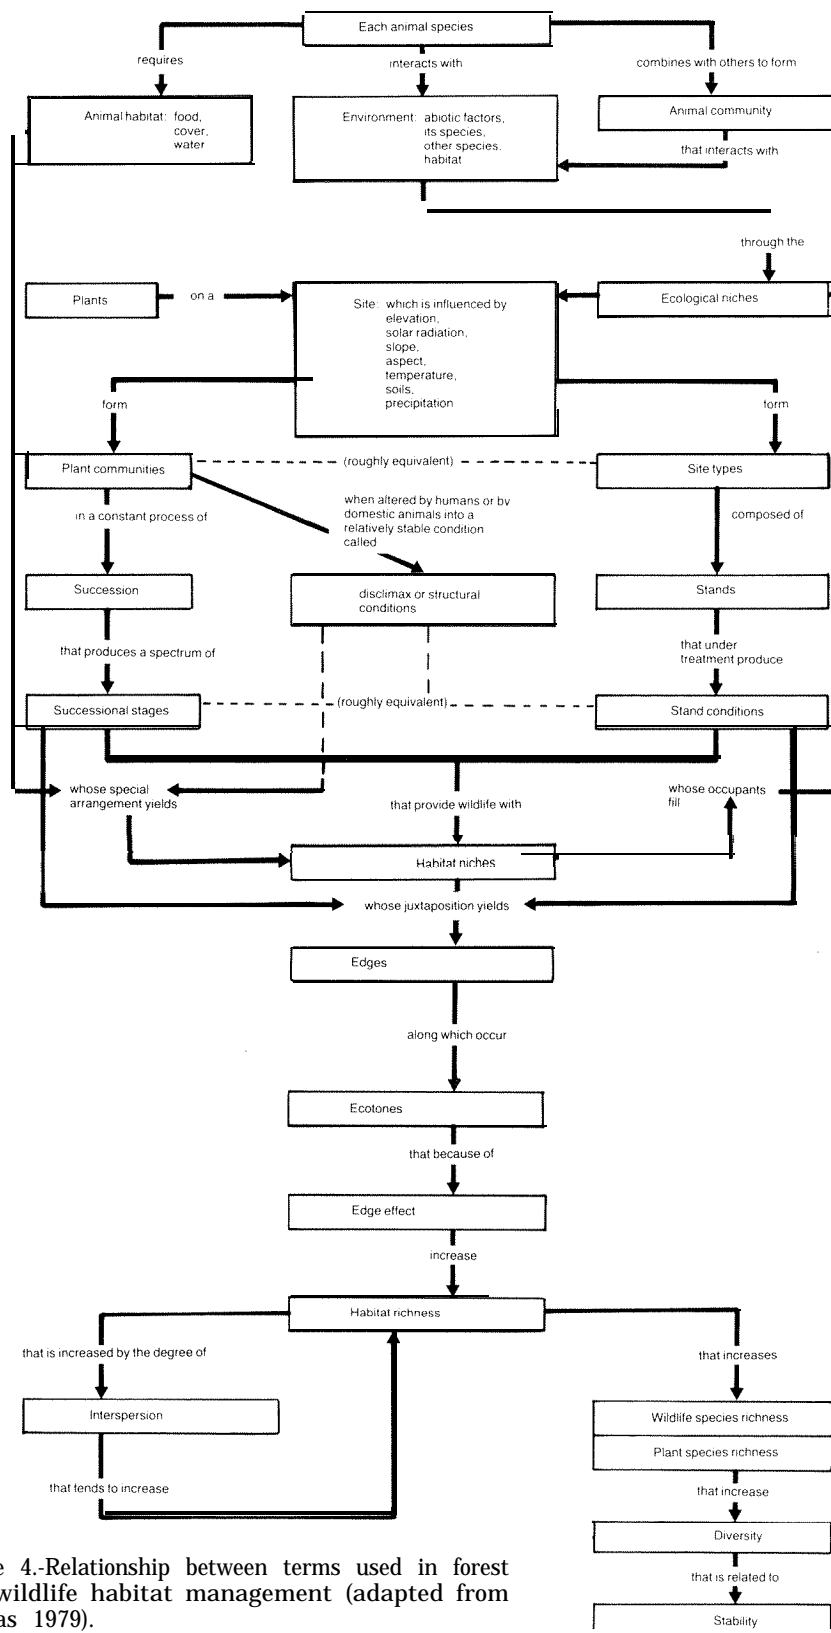 Each animal species
requires
interacts with
combines with others to form
Animal habitat: food,
cover,
water
Environment: abiotic factors,
its species,
other species,
habitat
Animal community
that interacts with
through the
Plants
on a
Site: which is influenced by
elevation,
solar radiation,
slope,
aspect,
temperature,
soils,
precipitation
Ecological niches
form
form
Plant communities
(roughly equivalent)
Site types
in a constant process of
when altered by humans or by
domestic animals into a
relatively stable condition
called
composed of
Succession
disclimax or structural
conditions
Stands
that produces a spectrum of
that under
treatment produce
Successional stages
(roughly equivalent)
Stand conditions
whose special
arrangement yields
that provide wildlife with
whose occupants
fill
Habitat niches
whose juxtaposition yields
Edges
along which occur
Ecotones
that because of
Edge effect
increase
Habitat richness
that is increased by the degree of
that increases
Interspersion
Wildlife species richness
Plant species richness
that tends to increase
that increase
Diversity
that is related to
Stability
e 4.-Relationship between terms used in forest
wildlife habitat management (adapted from
as 1979).